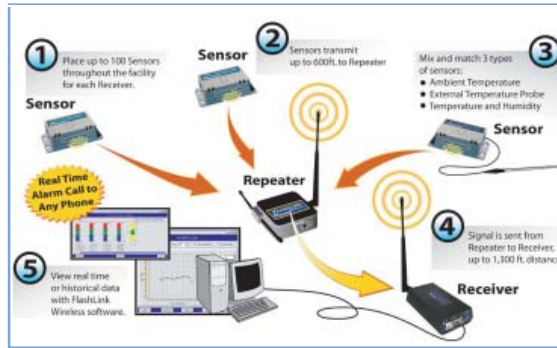 1
Place up to 100 Sensors
throughout the facility
for each Receiver.
Sensor
Sensor
2
Sensors transmit
up to 600ft. to Repeater
3
Mix and match 3 types
of sensors:
● Ambient Temperature
● External Temperature Probe
● Temperature and Humidity
Sensor
Real Time
Alarm Call to
Any Phone
Repeater
4
Signal is sent from
Repeater to Receiver,
up to 1,300 ft. distanc
Receiver
5
View real time
or historical data
with FlashLink
Wireless software.